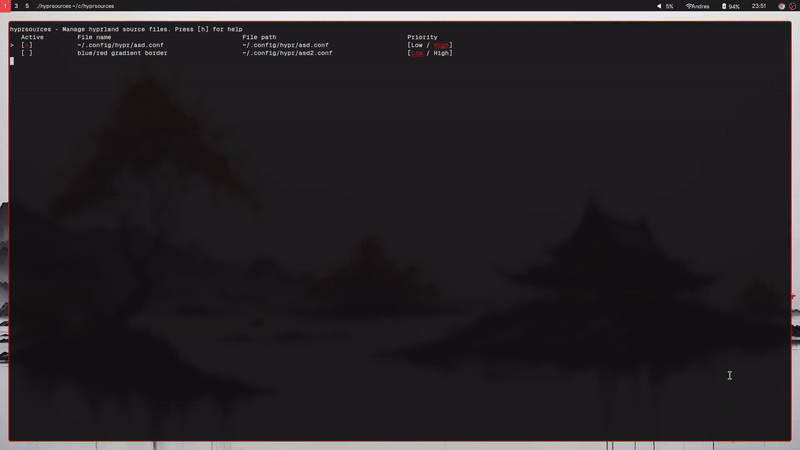 1 3 5 ./hyprsources ~/c/hyprsources 5% Andres 94% 23:51
hyprsources - Manage hyprland source files. Press [h] for help
Active File name File path Priority
> [x] ~/.config/hypr/asd.conf ~/.config/hypr/asd.conf [Low / High]
[ ] blue/red gradient border ~/.config/hypr/asd2.conf [Low / High]